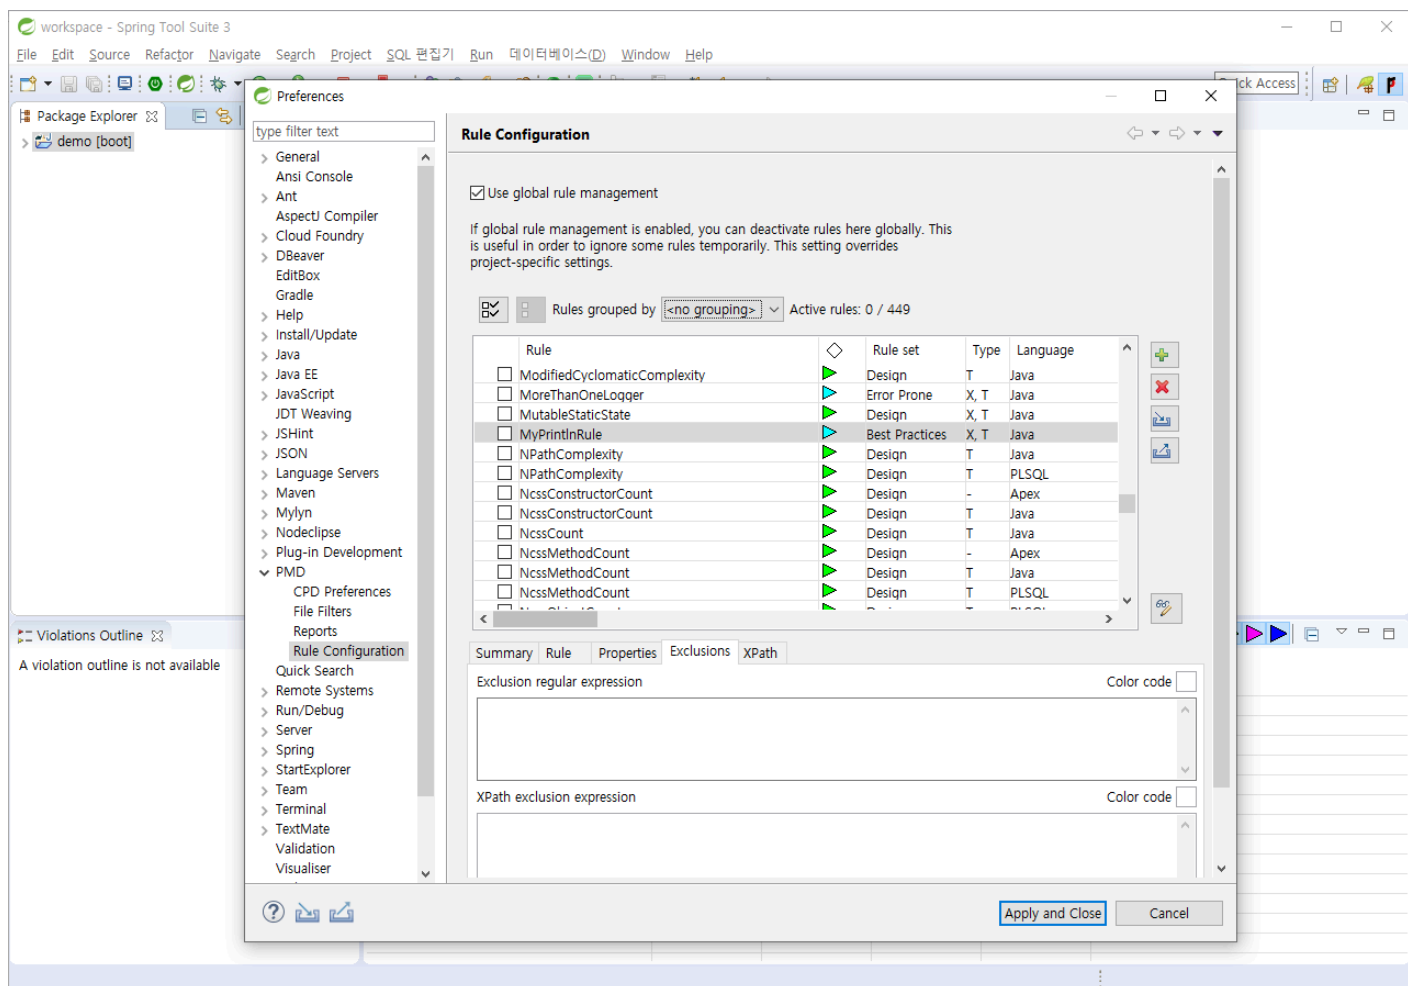 workspace - Spring Tool Suite 3
File Edit Source Refactor Navigate Search Project SQL 편집기 Run 데이터베이스(D) Window Help
ck Access
Package Explorer
demo [boot]
Preferences
type filter text
General
Ansi Console
Ant
AspectJ Compiler
Cloud Foundry
DBeaver
EditBox
Gradle
Help
Install/Update
Java
Java EE
JavaScript
JDT Weaving
JSHint
JSON
Language Servers
Maven
Mylyn
Nodeclipse
Plug-in Development
PMD
CPD Preferences
File Filters
Reports
Rule Configuration
Quick Search
Remote Systems
Run/Debug
Server
Spring
StartExplorer
Team
Terminal
TextMate
Validation
Visualiser
Rule Configuration
Use global rule management
If global rule management is enabled, you can deactivate rules here globally. This
is useful in order to ignore some rules temporarily. This setting overrides
project-specific settings.
Rules grouped by <no grouping> Active rules: 0 / 449
Rule Rule set Type Language
ModifiedCyclomaticComplexity Design T Java
MoreThanOneLogger Error Prone X, T Java
MutableStaticState Design X, T Java
MyPrintlnRule Best Practices X, T Java
NPathComplexity Design T Java
NPathComplexity Design T PLSQL
NcssConstructorCount Design - Apex
NcssConstructorCount Design T Java
NcssCount Design T Java
NcssMethodCount Design - Apex
NcssMethodCount Design T Java
NcssMethodCount Design T PLSQL
Summary Rule Properties Exclusions XPath
Exclusion regular expression Color code
XPath exclusion expression Color code
Apply and Close Cancel
Violations Outline
A violation outline is not available